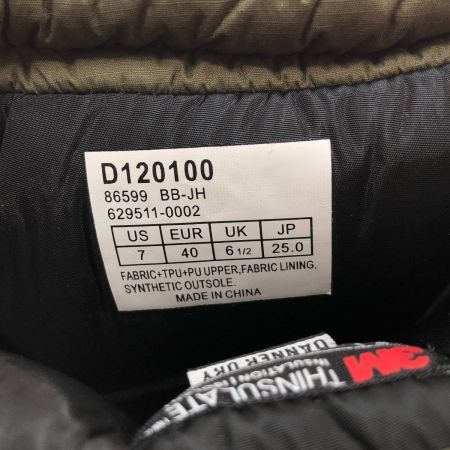 D120100
86599 BB-JH
629511-0002
US EUR UK JP
7 40 6 1/2 25.0
FABRIC+TPU+PU UPPER,FABRIC LINING.
SYNTHETIC OUTSOLE.
MADE IN CHINA
DANNER DRY
3M
THINSULATE
INSULATION